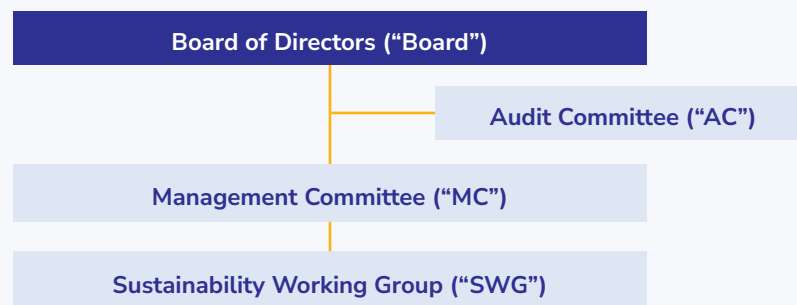 Board of Directors (“Board”)
Audit Committee (“AC”)
Management Committee (“MC”)
Sustainability Working Group (“SWG”)